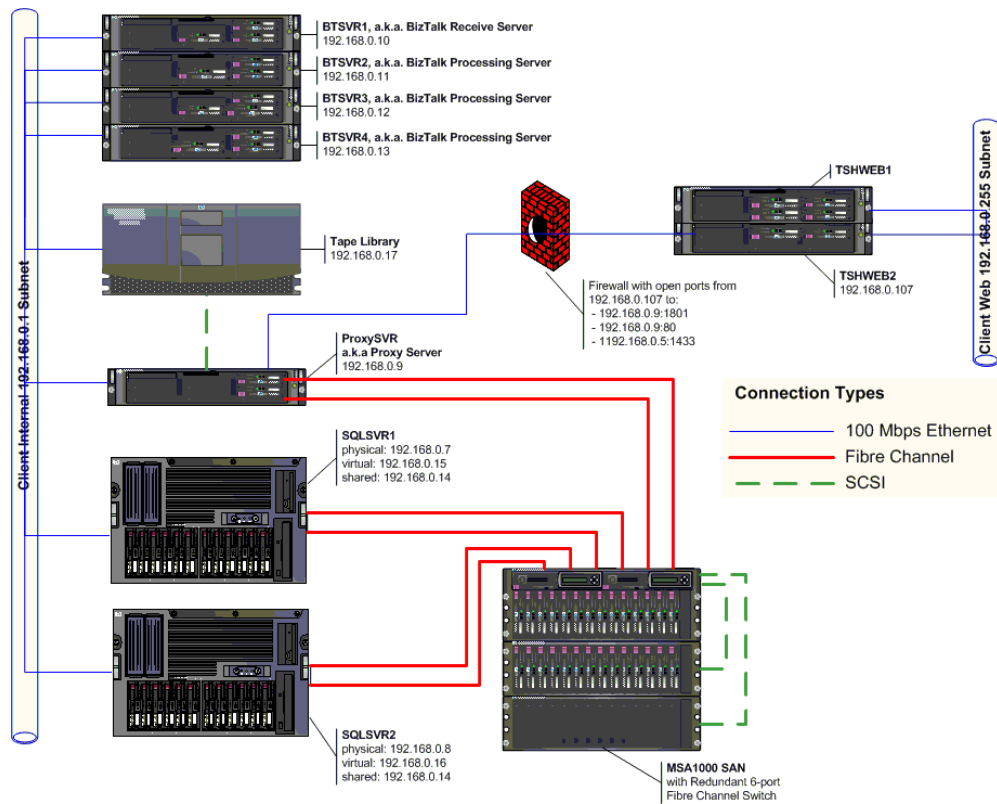 BTSVR1, a.k.a. BizTalk Receive Server
192.168.0.10
BTSVR2, a.k.a. BizTalk Processing Server
192.168.0.11
BTSVR3, a.k.a. BizTalk Processing Server
192.168.0.12
BTSVR4, a.k.a. BizTalk Processing Server
192.168.0.13
TSHWEB1
TSHWEB2
192.168.0.107
Client Web 192.168.0.255 Subnet
Client Internal 192.168.0.1 Subnet
Tape Library
192.168.0.17
Firewall with open ports from
192.168.0.107 to:
- 192.168.0.9:1801
- 192.168.0.9:80
- 1192.168.0.5:1433
ProxySVR
a.k.a Proxy Server
192.168.0.9
Connection Types
100 Mbps Ethernet
Fibre Channel
SCSI
SQLSVR1
physical: 192.168.0.7
virtual: 192.168.0.15
shared: 192.168.0.14
SQLSVR2
physical: 192.168.0.8
virtual: 192.168.0.16
shared: 192.168.0.14
MSA1000 SAN
with Redundant 6-port
Fibre Channel Switch